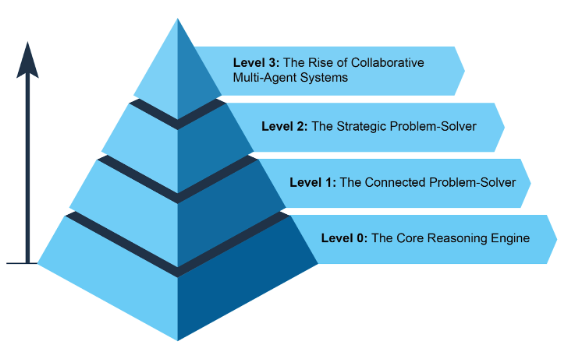 Level 3: The Rise of Collaborative
Multi-Agent Systems
Level 2: The Strategic Problem-Solver
Level 1: The Connected Problem-Solver
Level 0: The Core Reasoning Engine